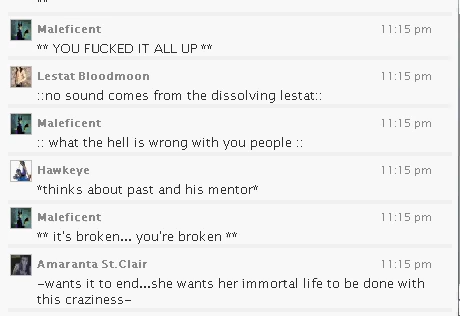 **
Maleficent 11:15 pm
** YOU FUCKED IT ALL UP **
Lestat Bloodmoon 11:15 pm
::no sound comes from the dissolving lestat::
Maleficent 11:15 pm
:: what the hell is wrong with you people ::
Hawkeye 11:15 pm
*thinks about past and his mentor*
Maleficent 11:15 pm
** it's broken... you're broken **
Amaranta St.Clair 11:15 pm
~wants it to end...she wants her immortal life to be done with
this craziness~